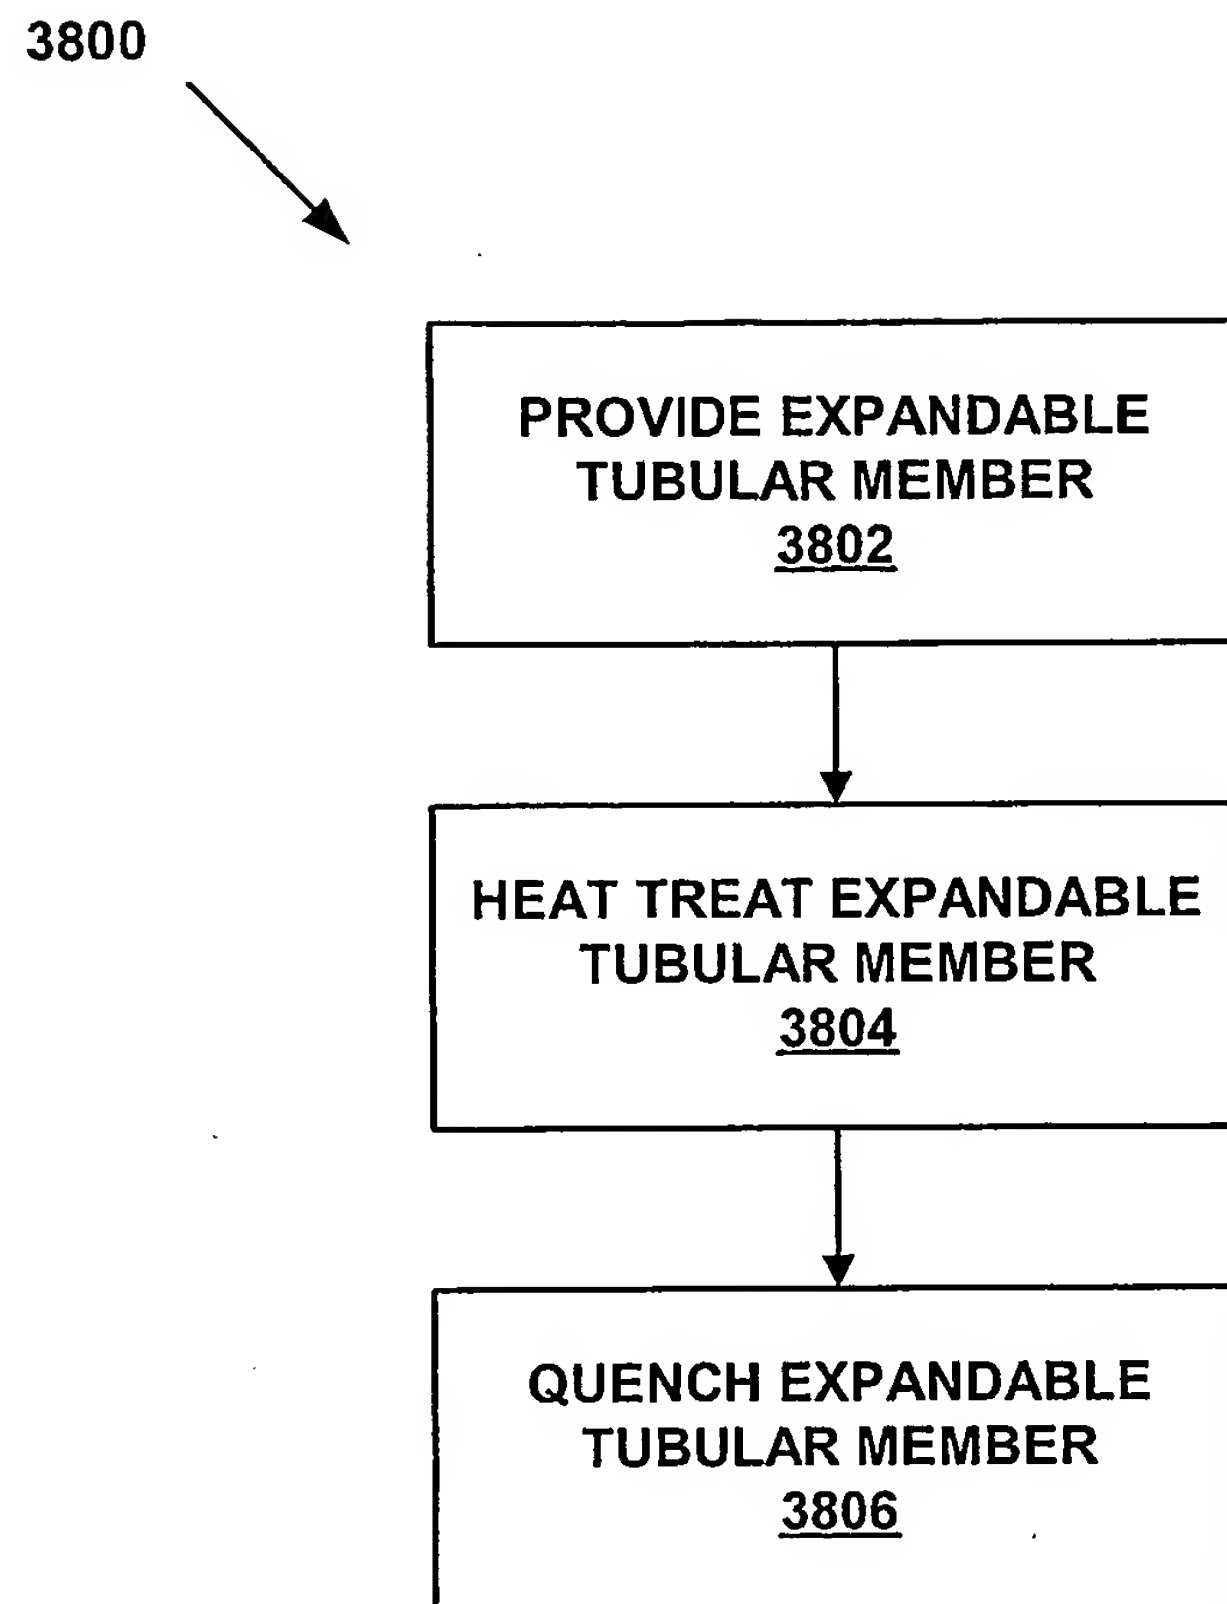 3800
PROVIDE EXPANDABLE
TUBULAR MEMBER
3802
HEAT TREAT EXPANDABLE
TUBULAR MEMBER
3804
QUENCH EXPANDABLE
TUBULAR MEMBER
3806